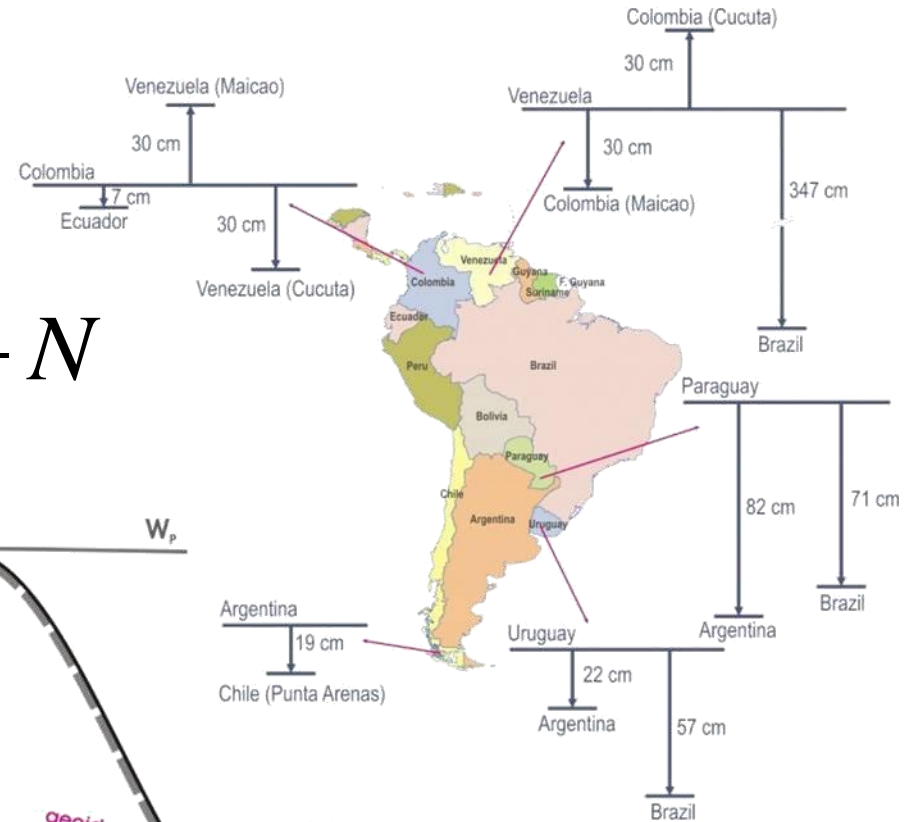 Colombia (Cucuta)
30 cm
Venezuela
30 cm
Colombia (Maicao)
347 cm
Brazil
Venezuela (Maicao)
30 cm
Colombia
7 cm
Ecuador
30 cm
Venezuela (Cucuta)
- N
Venezuela
Guyana
F. Guyana
Suriname
Colombia
Ecuador
Peru
Brazil
Bolivia
Paraguay
Chile
Argentina
Uruguay
Paraguay
82 cm
71 cm
Argentina
Brazil
W_P
Argentina
19 cm
Chile (Punta Arenas)
Uruguay
22 cm
Argentina
57 cm
Brazil